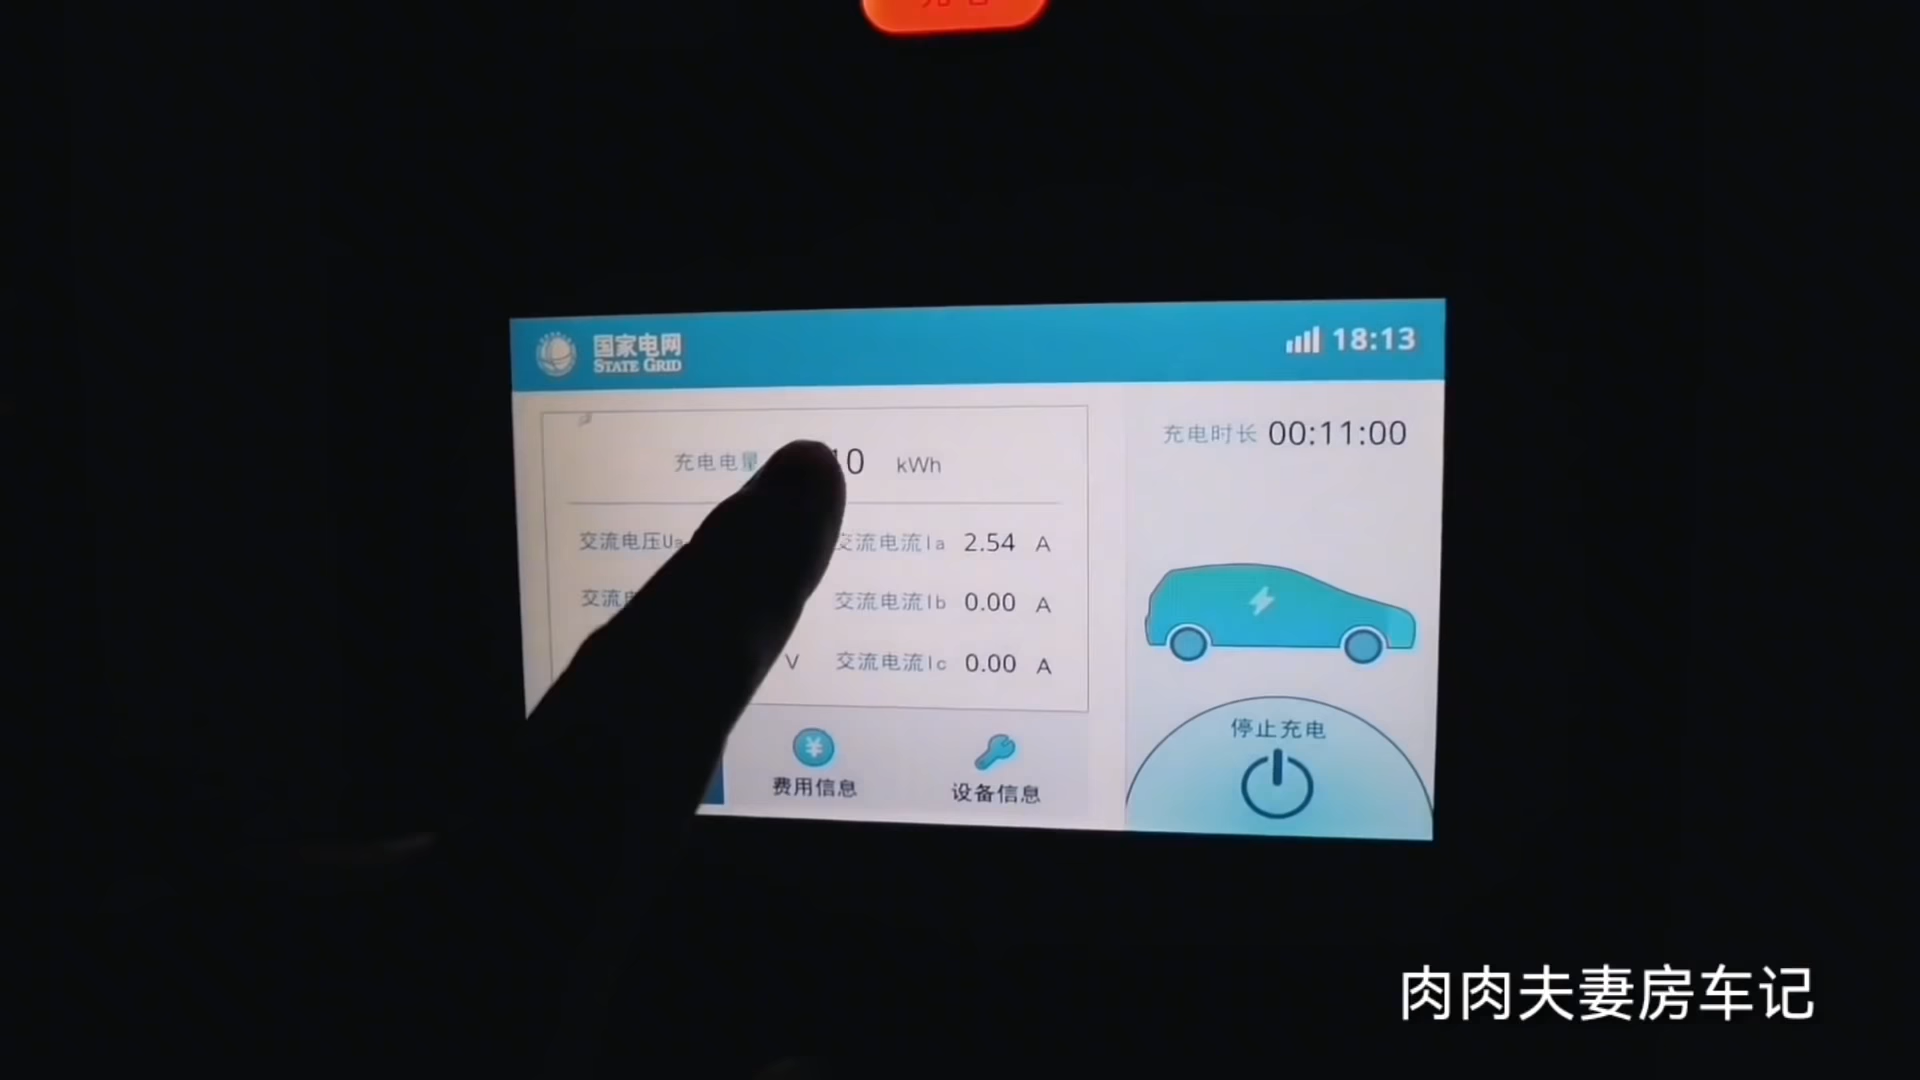 国家电网
STATE GRID
18:13
充电电量 10 kWh
充电时长 00:11:00
交流电压Ua
交流电流Ia 2.54 A
交流
交流电流Ib 0.00 A
V
交流电流Ic 0.00 A
费用信息
设备信息
停止充电
肉肉夫妻房车记